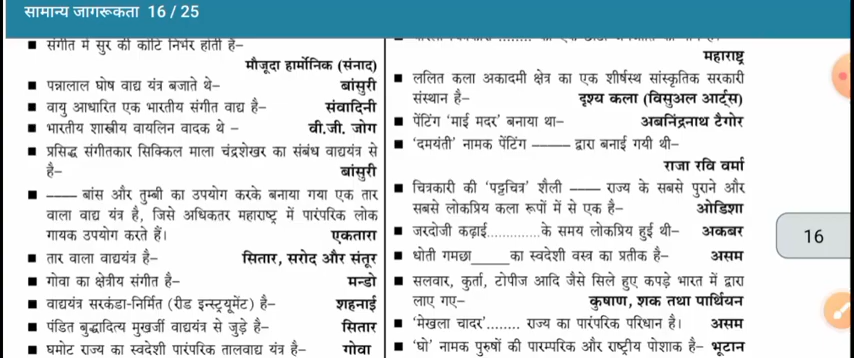 सामान्य जागरूकता 16 / 25
■ संगीत में सुर की कोटि निर्भर होती है–
मौजूदा हार्मोनिक (संनाद)
■ पन्नालाल घोष वाद्य यंत्र बजाते थे– बांसुरी
■ वायु आधारित एक भारतीय संगीत वाद्य है– संवादिनी
■ भारतीय शास्त्रीय वायलिन वादक थे – वी.जी. जोग
■ प्रसिद्ध संगीतकार सिक्किल माला चंद्रशेखर का संबंध वाद्ययंत्र से
है– बांसुरी
■ ____ बांस और तुम्बी का उपयोग करके बनाया गया एक तार
वाला वाद्य यंत्र है, जिसे अधिकतर महाराष्ट्र में पारंपरिक लोक
गायक उपयोग करते हैं। एकतारा
■ तार वाला वाद्ययंत्र है– सितार, सरोद और संतूर
■ गोवा का क्षेत्रीय संगीत है– मन्डो
■ वाद्ययंत्र सरकंडा-निर्मित (रीड इन्स्ट्रूमेंट) है– शहनाई
■ पंडित बुद्धादित्य मुखर्जी वाद्ययंत्र से जुड़े है– सितार
■ घमोट राज्य का स्वदेशी पारंपरिक तालवाद्य यंत्र है– गोवा
महाराष्ट्र
■ ललित कला अकादमी क्षेत्र का एक शीर्षस्थ सांस्कृतिक सरकारी
संस्थान है– दृश्य कला (विसुअल आर्ट्स)
■ पेंटिंग ‘माई मदर’ बनाया था– अबनिंद्रनाथ टैगोर
■ ‘दमयंती’ नामक पेंटिंग _____ द्वारा बनाई गयी थी–
राजा रवि वर्मा
■ चित्रकारी की ‘पट्टचित्र’ शैली ____ राज्य के सबसे पुराने और
सबसे लोकप्रिय कला रूपों में से एक है– ओडिशा
■ जरदोजी कढ़ाई..............के समय लोकप्रिय हुई थी– अकबर
■ धोती गमछा______का स्वदेशी वस्त्र का प्रतीक है– असम
■ सलवार, कुर्ता, टोपीज आदि जैसे सिले हुए कपड़े भारत में द्वारा
लाए गए– कुषाण, शक तथा पार्थियन
■ ‘मेखला चादर’........ राज्य का पारंपरिक परिधान है। असम
■ ‘घो’ नामक पुरुषों की पारम्परिक और राष्ट्रीय पोशाक है– भूटान
16